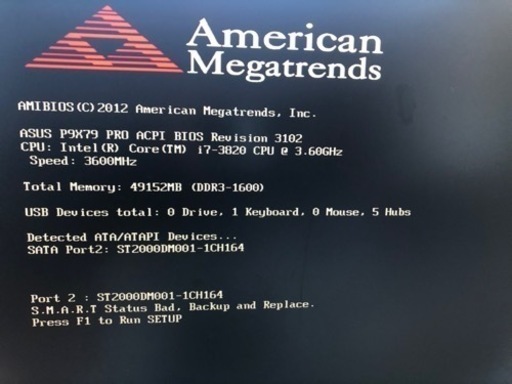 American
Megatrends
AMIBIOS(C)2012 American Megatrends, Inc.
ASUS P9X79 PRO ACPI BIOS Revision 3102
CPU: Intel(R) Core(TM) i7-3820 CPU @ 3.60GHz
Speed: 3600MHz
Total Memory: 49152MB (DDR3-1600)
USB Devices total: 0 Drive, 1 Keyboard, 0 Mouse, 5 Hubs
Detected ATA/ATAPI Devices...
SATA Port2: ST2000DM001-1CH164
Port 2 : ST2000DM001-1CH164
S.M.A.R.T Status Bad, Backup and Replace.
Press F1 to Run SETUP